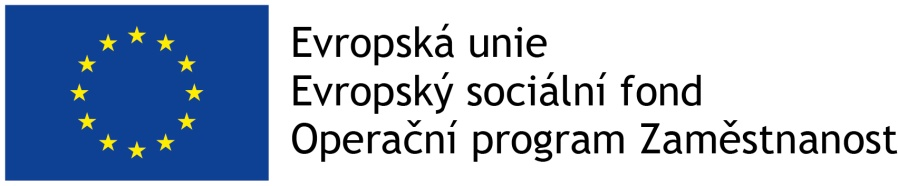 Evropská unie
Evropský sociální fond
Operační program Zaměstnanost